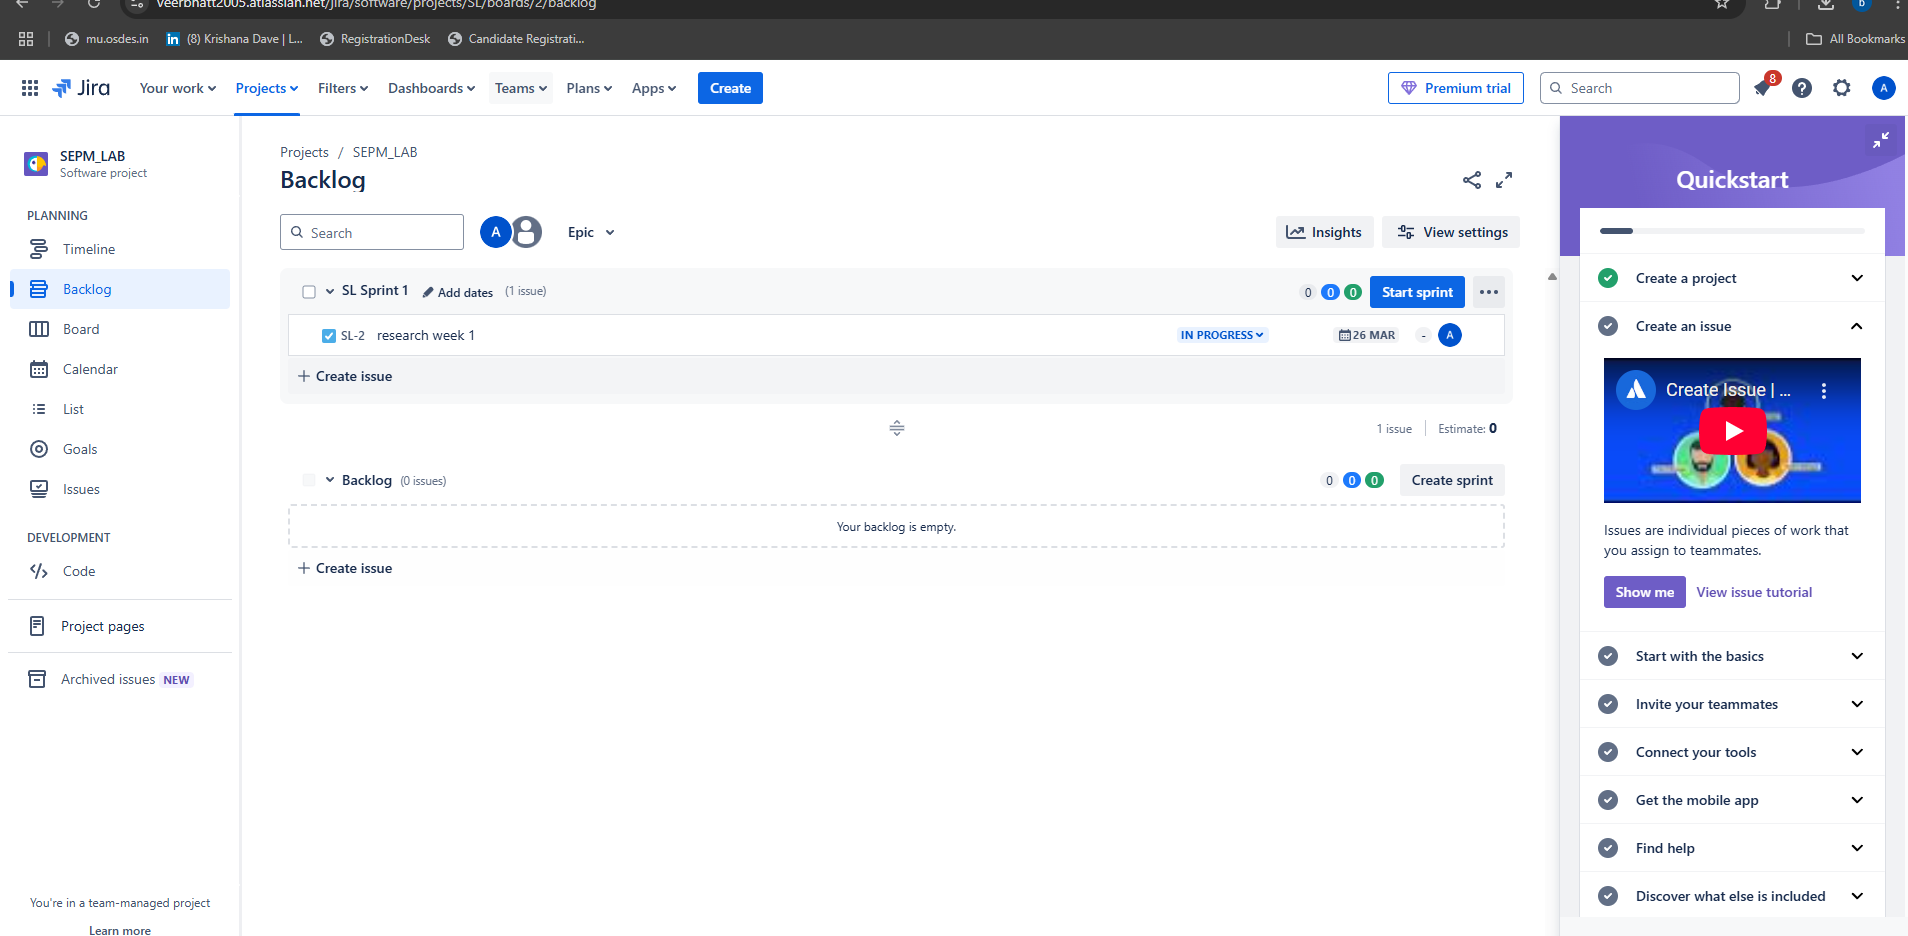 veerbhatt2005.atlassian.net/jira/software/projects/SL/boards/2/backlog
b
mu.osdes.in
in (8) Krishana Dave | L...
RegistrationDesk
Candidate Registrati...
All Bookmarks
Jira
Your work
Projects
Filters
Dashboards
Teams
Plans
Apps
Create
Premium trial
Search
8
A
SEPM_LAB
Software project
PLANNING
Timeline
Backlog
Board
Calendar
List
Goals
Issues
DEVELOPMENT
Code
Project pages
Archived issues NEW
You're in a team-managed project
Learn more
Projects / SEPM_LAB
Backlog
Search
A
Epic
Insights
View settings
SL Sprint 1 Add dates (1 issue)
0 0 0 Start sprint
SL-2 research week 1 IN PROGRESS 26 MAR - A
+ Create issue
1 issue Estimate: 0
Backlog (0 issues)
0 0 0 Create sprint
Your backlog is empty.
+ Create issue
Quickstart
Create a project
Create an issue
Create Issue | ...
Issues are individual pieces of work that
you assign to teammates.
Show me View issue tutorial
Start with the basics
Invite your teammates
Connect your tools
Get the mobile app
Find help
Discover what else is included